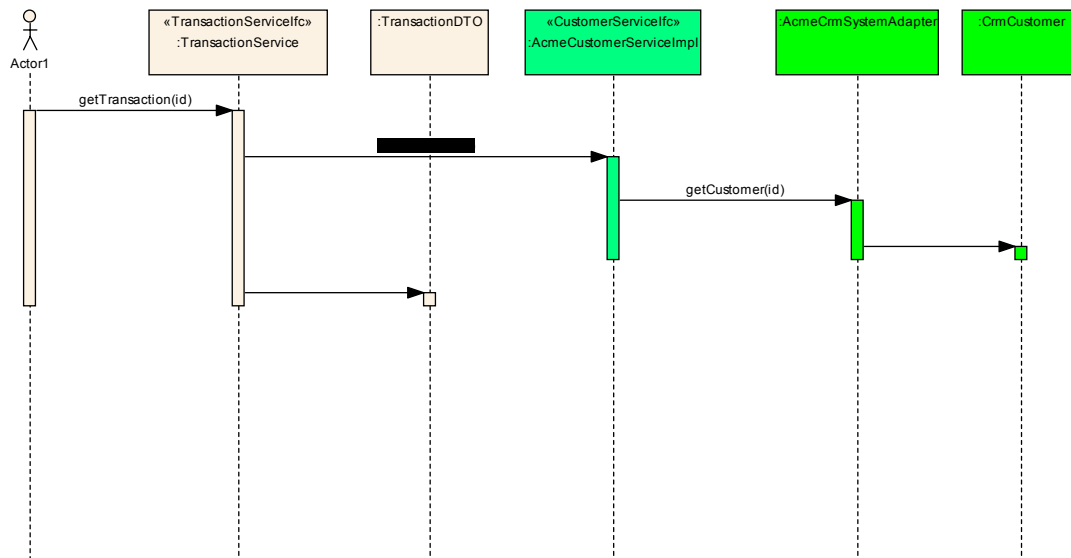 «TransactionServiceIfc»
:TransactionService
:TransactionDTO
«CustomerServiceIfc»
:AcmeCustomerServiceImpl
:AcmeCrmSystemAdapter
:CrmCustomer
Actor1
getTransaction(id)
getCustomer(id)